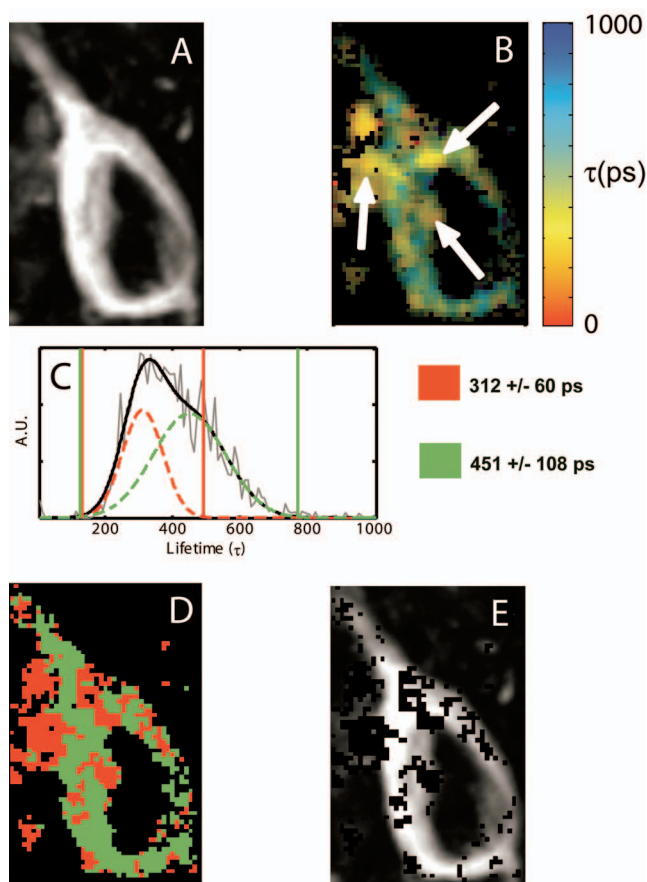 A
B
1000
τ(ps)
0
C
A.U.
200 400 600 800 1000
Lifetime (τ)
312 +/- 60 ps
451 +/- 108 ps
D
E